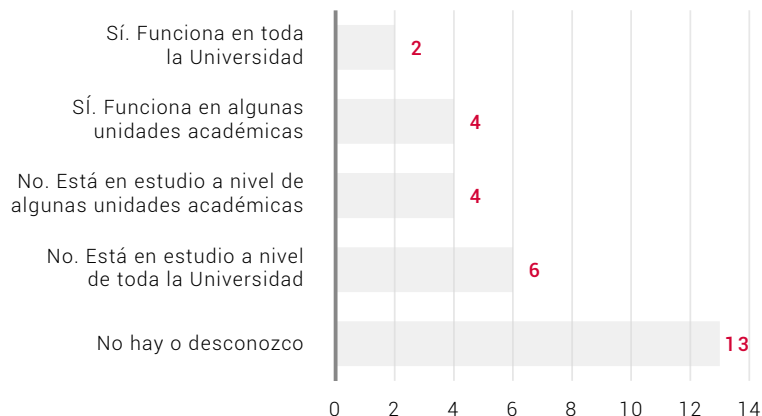 Sí. Funciona en toda
la Universidad
2
SÍ. Funciona en algunas
unidades académicas
4
No. Está en estudio a nivel de
algunas unidades académicas
4
No. Está en estudio a nivel
de toda la Universidad
6
No hay o desconozco
13
0 2 4 6 8 10 12 14